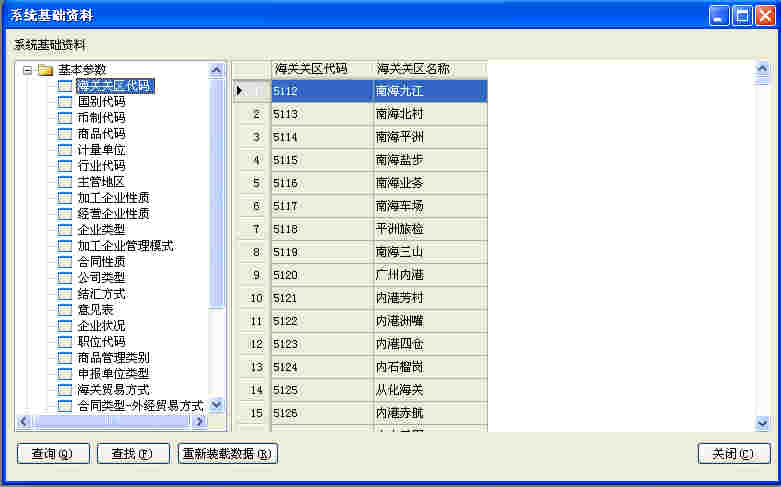 系统基础资料
系统基础资料
基本参数
海关关区代码
国别代码
币制代码
商品代码
计量单位
行业代码
主管地区
加工企业性质
经营企业性质
企业类型
加工企业管理模式
合同性质
公司类型
结汇方式
意见表
企业状况
职位代码
商品管理类别
申报单位类型
海关贸易方式
合同类型-外经贸易方式
海关关区代码 海关关区名称
1 5112 南海九江
2 5113 南海北村
3 5114 南海平洲
4 5115 南海盐步
5 5116 南海业务
6 5117 南海车场
7 5118 平洲旅检
8 5119 南海三山
9 5120 广州内港
10 5121 内港芳村
11 5122 内港洲嘴
12 5123 内港四仓
13 5124 内石榴岗
14 5125 从化海关
15 5126 内港赤航
查询(Q) 查找(F) 重新装载数据(R) 关闭(C)